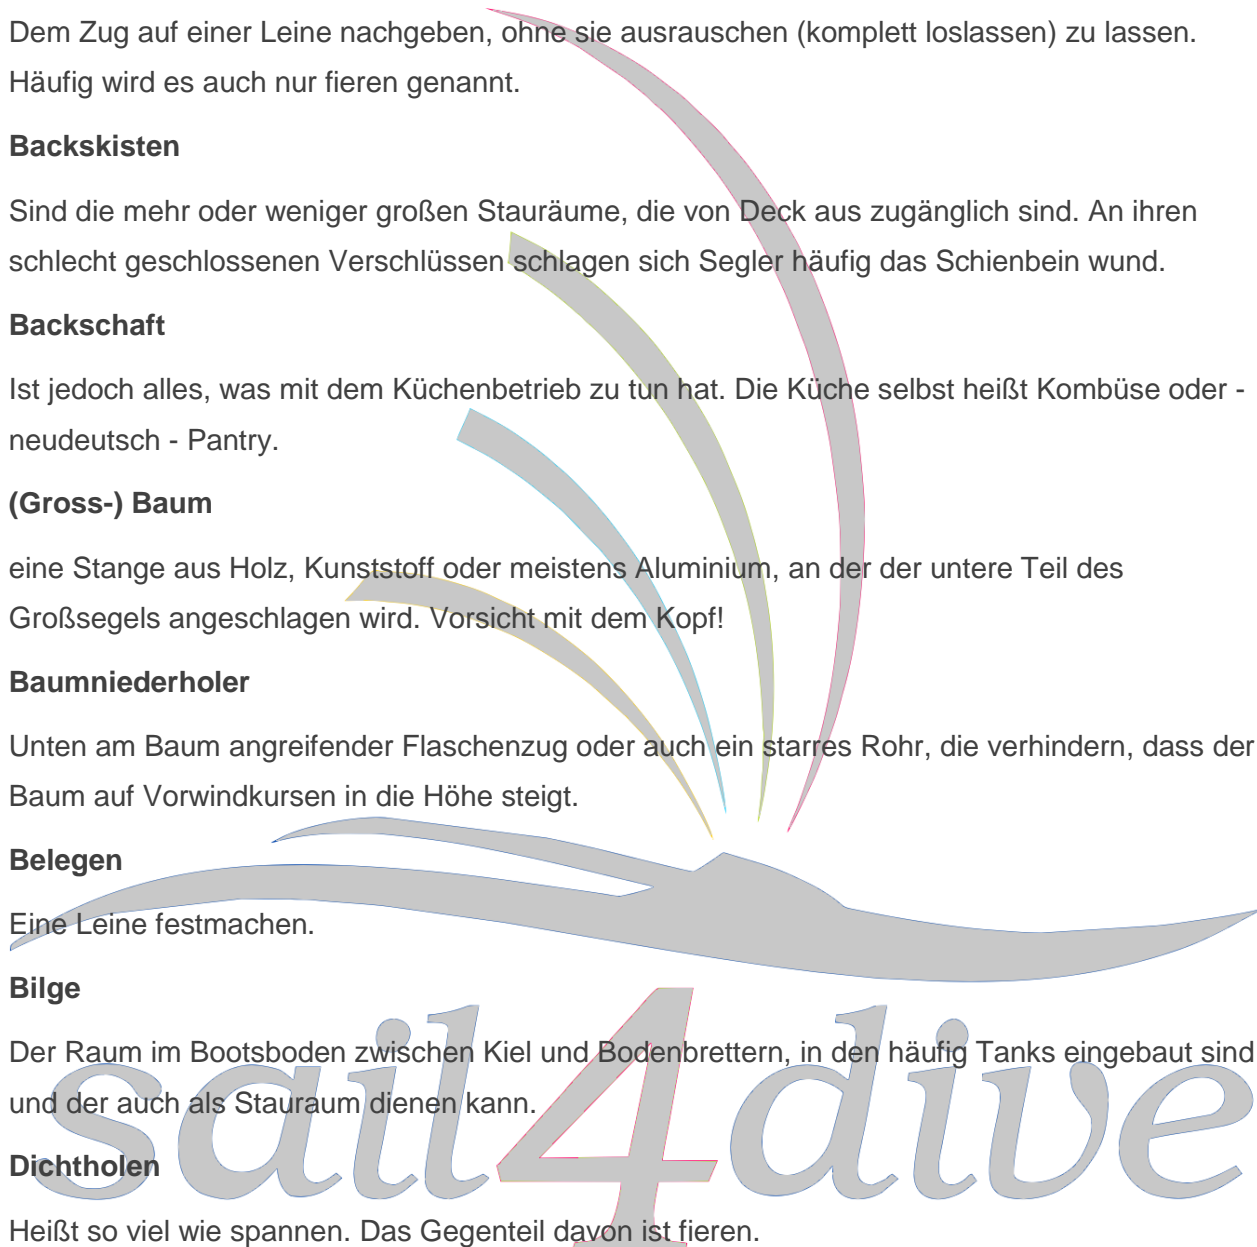 Dem Zug auf einer Leine nachgeben, ohne sie ausrauschen (komplett loslassen) zu lassen.
Häufig wird es auch nur fieren genannt.
Backskisten
Sind die mehr oder weniger großen Stauräume, die von Deck aus zugänglich sind. An ihren
schlecht geschlossenen Verschlüssen schlagen sich Segler häufig das Schienbein wund.
Backschaft
Ist jedoch alles, was mit dem Küchenbetrieb zu tun hat. Die Küche selbst heißt Kombüse oder -
neudeutsch - Pantry.
(Gross-) Baum
eine Stange aus Holz, Kunststoff oder meistens Aluminium, an der der untere Teil des
Großsegels angeschlagen wird. Vorsicht mit dem Kopf!
Baumniederholer
Unten am Baum angreifender Flaschenzug oder auch ein starres Rohr, die verhindern, dass der
Baum auf Vorwindkursen in die Höhe steigt.
Belegen
Eine Leine festmachen.
Bilge
Der Raum im Bootsboden zwischen Kiel und Bodenbrettern, in den häufig Tanks eingebaut sind
und der auch als Stauraum dienen kann.
sail4dive
Dichtholen
Heißt so viel wie spannen. Das Gegenteil davon ist fieren.